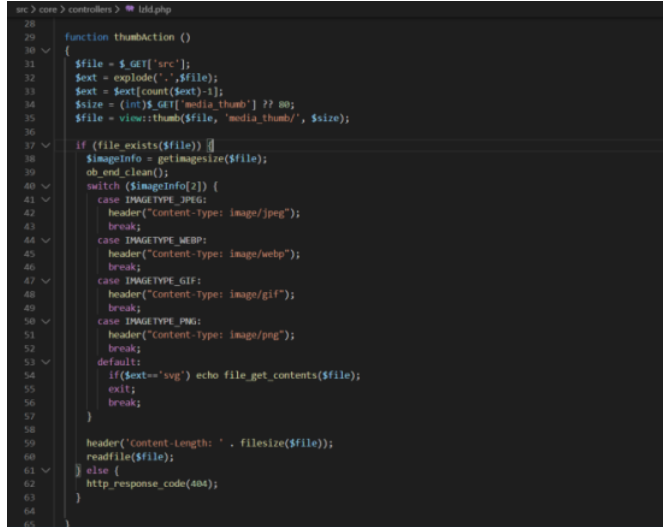 src > core > controllers > lzld.php
28
29 function thumbAction ()
30 {
31 $file = $_GET['src'];
32 $ext = explode('.',$file);
33 $ext = $ext[count($ext)-1];
34 $size = (int)$_GET['media_thumb'] ?? 80;
35 $file = view::thumb($file, 'media_thumb/', $size);
36
37 if (file_exists($file)) {
38 $imageInfo = getimagesize($file);
39 ob_end_clean();
40 switch ($imageInfo[2]) {
41 case IMAGETYPE_JPEG:
42 header("Content-Type: image/jpeg");
43 break;
44 case IMAGETYPE_WEBP:
45 header("Content-Type: image/webp");
46 break;
47 case IMAGETYPE_GIF:
48 header("Content-Type: image/gif");
49 break;
50 case IMAGETYPE_PNG:
51 header("Content-Type: image/png");
52 break;
53 default:
54 if($ext=='svg') echo file_get_contents($file);
55 exit;
56 break;
57 }
58
59 header('Content-Length: ' . filesize($file));
60 readfile($file);
61 } else {
62 http_response_code(404);
63 }
64
65 }